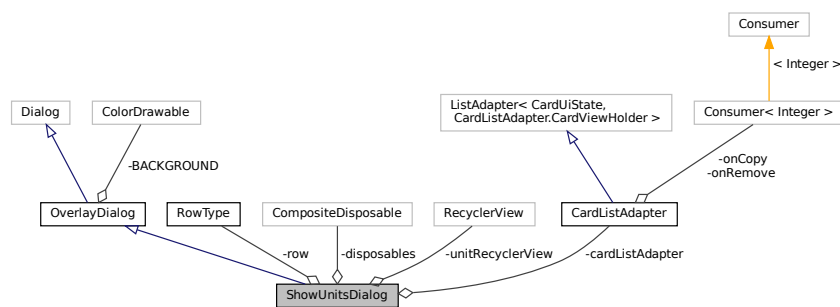 Consumer
< Integer >
Dialog
ColorDrawable
ListAdapter< CardUiState,
CardListAdapter.CardViewHolder >
Consumer< Integer >
-BACKGROUND
-onCopy
-onRemove
OverlayDialog
RowType
CompositeDisposable
RecyclerView
CardListAdapter
-row
-disposables
-unitRecyclerView
-cardListAdapter
ShowUnitsDialog